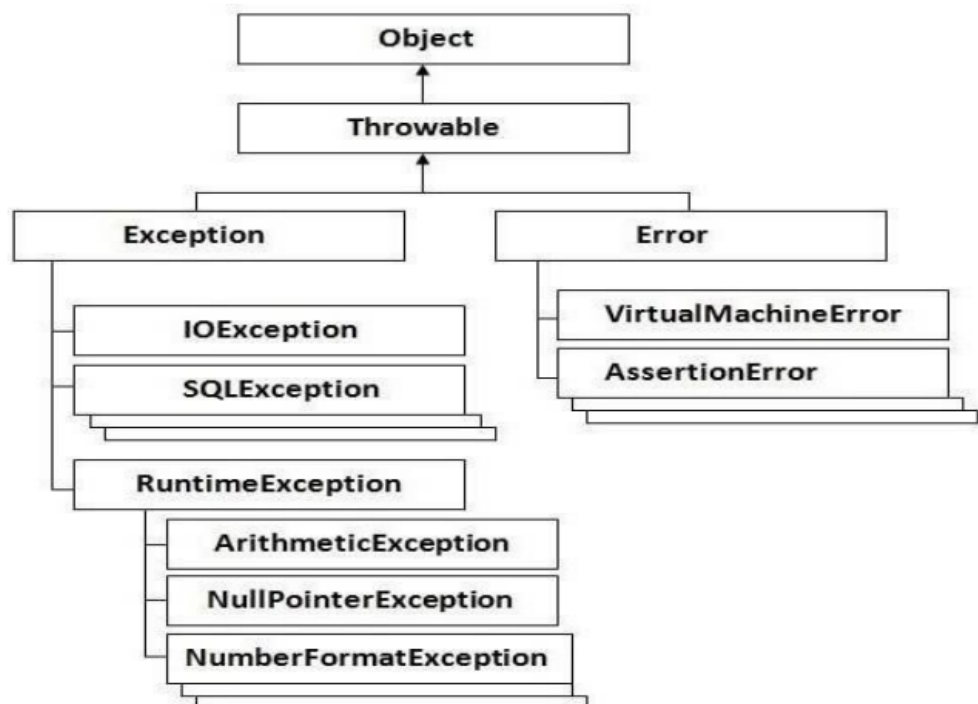 Object
Throwable
Exception
Error
IOException
SQLException
RuntimeException
ArithmeticException
NullPointerException
NumberFormatException
VirtualMachineError
AssertionError